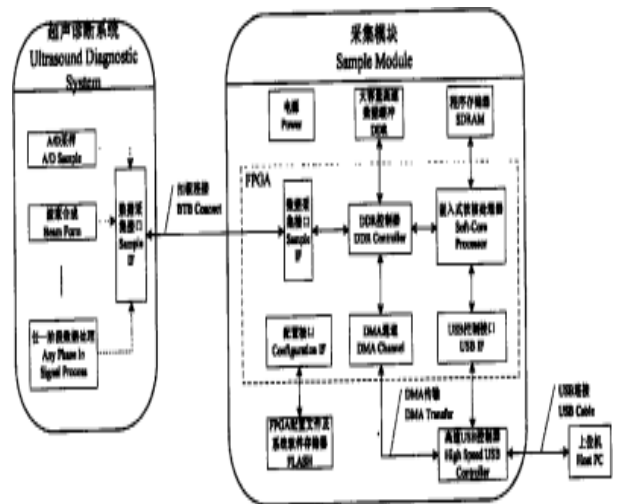 超声诊断系统
Ultrasound Diagnostic
System
A/D采样
A/D Sample
波束合成
Beam Form
任一阶段数据处理
Any Phase In
Signal Process
数据采
集接口
Sample
IF
扣板连接
BTB Connect
采集模块
Sample Module
电源
Power
大容量高速
数据缓冲
DDR
程序存储器
SDRAM
FPGA
数据采
集接口
Sample
IF
DDR控制器
DDR Controller
嵌入式软核处理器
Soft-Core
Processor
配置接口
Configuration IF
DMA通道
DMA Channel
USB控制接口
USB IF
FPGA配置文件及
系统软件存储器
FLASH
DMA传输
DMA Transfer
高速USB控制器
High Speed USB
Controller
USB连接
USB Cable
上位机
Host PC